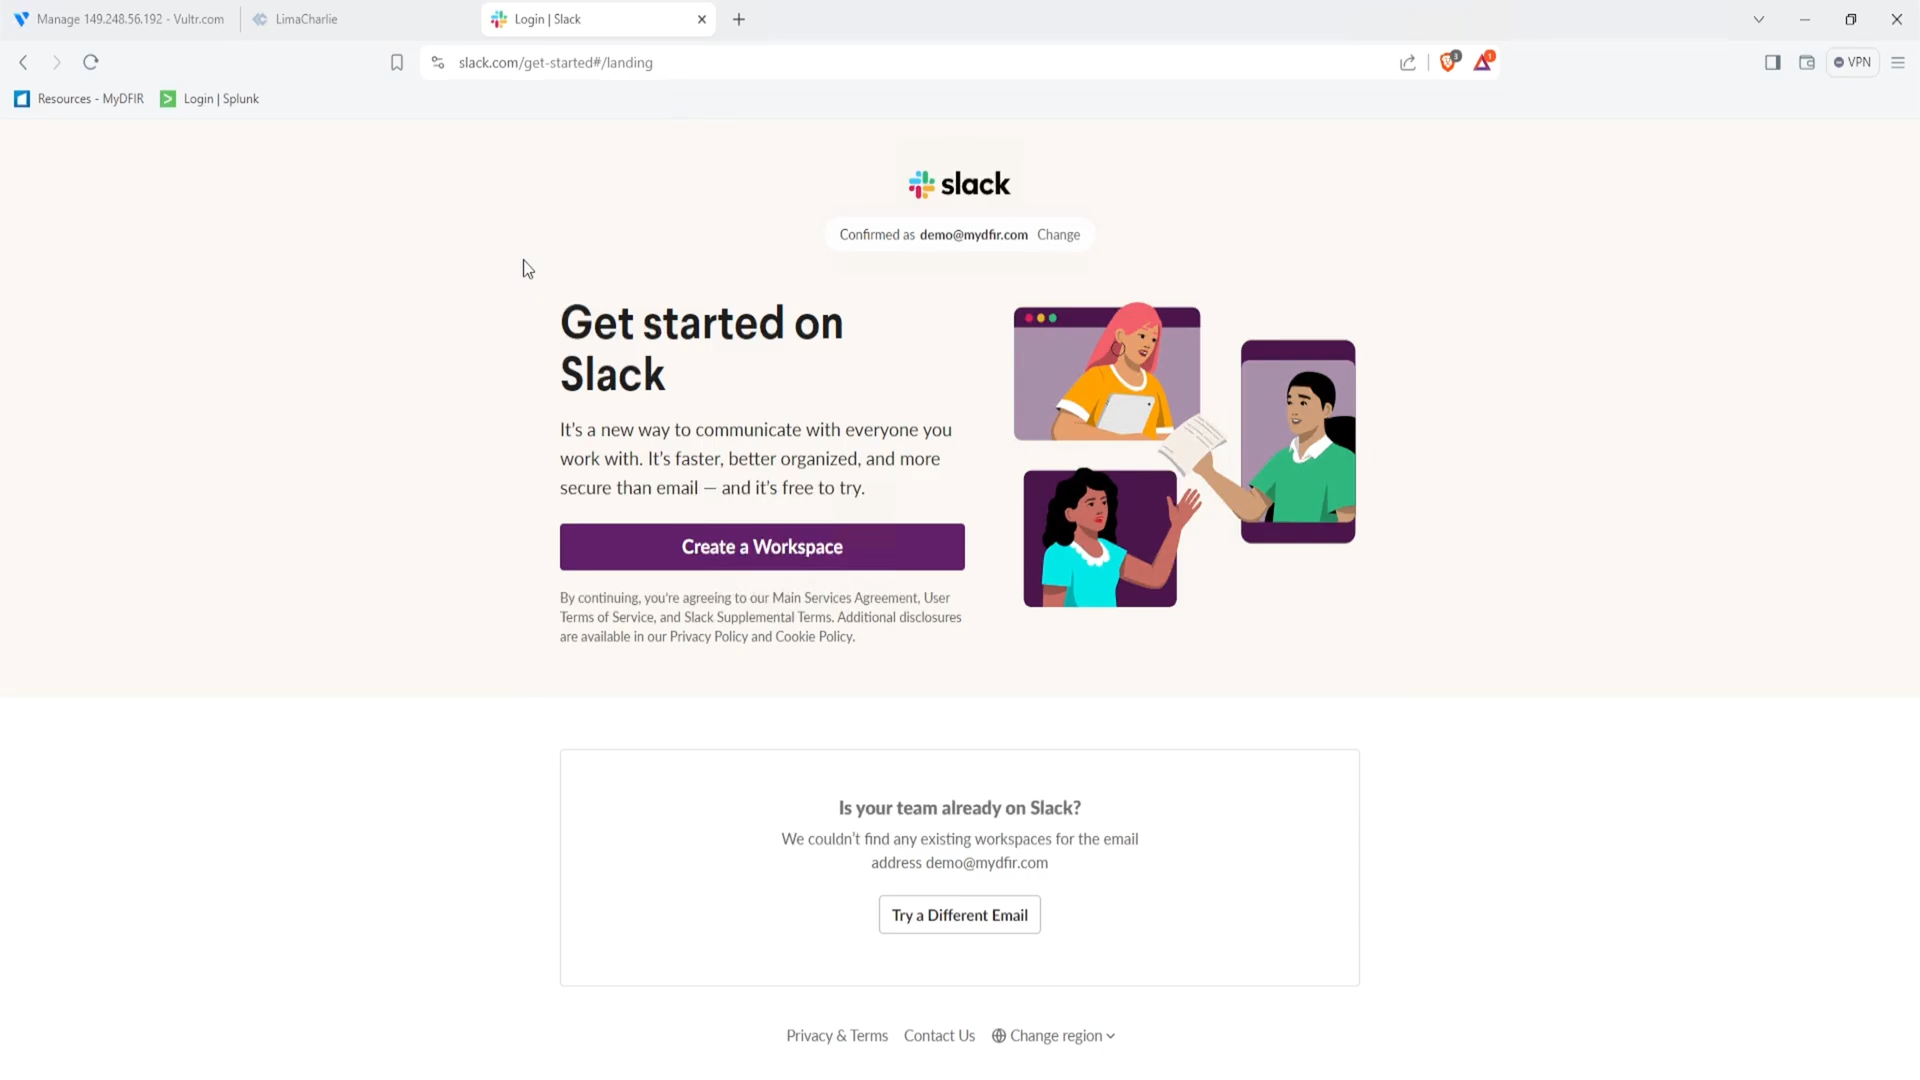 Manage 149.248.56.192 - Vultr.com
LimaCharlie
Login | Slack
slack.com/get-started#/landing
3
1
VPN
Resources - MyDFIR
Login | Splunk
slack
Confirmed as demo@mydfir.com Change
Get started on
Slack
It's a new way to communicate with everyone you
work with. It's faster, better organized, and more
secure than email — and it's free to try.
Create a Workspace
By continuing, you're agreeing to our Main Services Agreement, User
Terms of Service, and Slack Supplemental Terms. Additional disclosures
are available in our Privacy Policy and Cookie Policy.
Is your team already on Slack?
We couldn't find any existing workspaces for the email
address demo@mydfir.com
Try a Different Email
Privacy & Terms Contact Us Change region